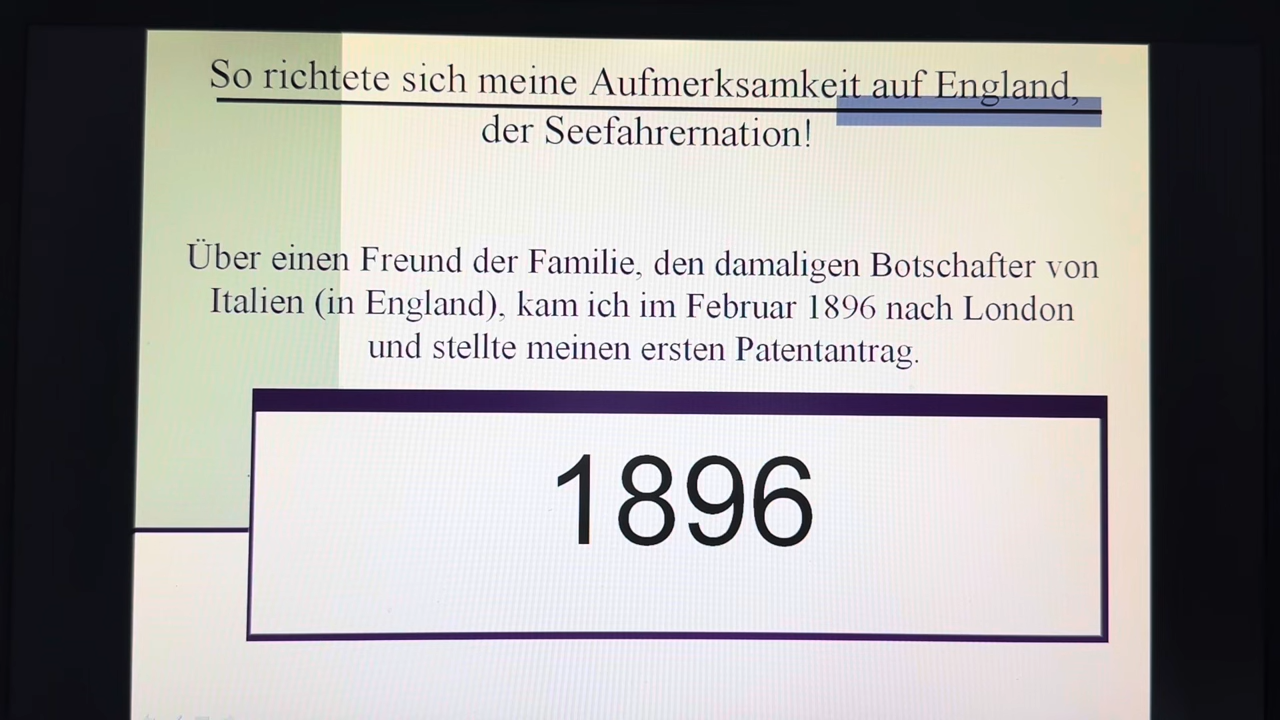 So richtete sich meine Aufmerksamkeit auf England,
der Seefahrernation!
Über einen Freund der Familie, den damaligen Botschafter von
Italien (in England), kam ich im Februar 1896 nach London
und stellte meinen ersten Patentantrag.
1896